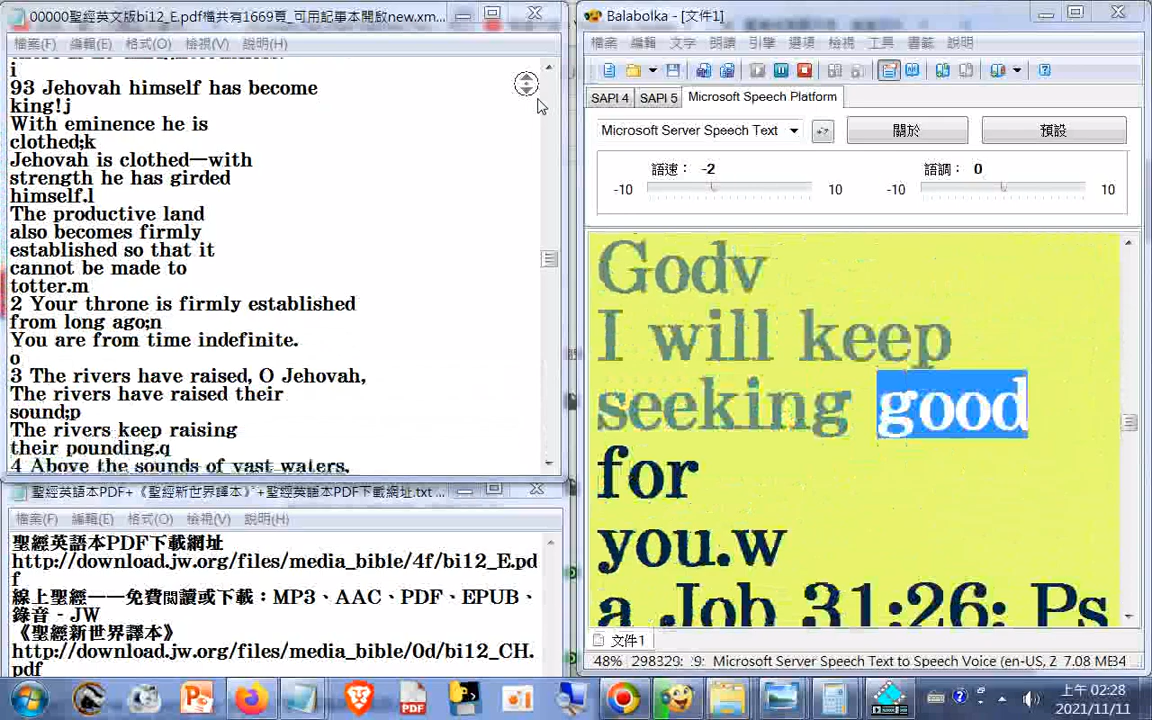 00000聖經英文版bi12_E.pdf檔共有1669頁_可用記事本開啟new.xm...
檔案(F) 編輯(E) 格式(O) 檢視(V) 說明(H)
i
93 Jehovah himself has become
king!j
With eminence he is
clothed;k
Jehovah is clothed—with
strength he has girded
himself.l
The productive land
also becomes firmly
established so that it
cannot be made to
totter.m
2 Your throne is firmly established
from long ago;n
You are from time indefinite.
o
3 The rivers have raised, O Jehovah,
The rivers have raised their
sound;p
The rivers keep raising
their pounding.q
4 Above the sounds of vast waters,
聖經英語本PDF+《聖經新世界譯本》+聖經英語本PDF下載網址.txt ...
檔案(F) 編輯(E) 格式(O) 檢視(V) 說明(H)
聖經英語本PDF下載網址
http://download.jw.org/files/media_bible/4f/bi12_E.pd
f
線上聖經——免費閱讀或下載：MP3、AAC、PDF、EPUB、
錄音 - JW
《聖經新世界譯本》
http://download.jw.org/files/media_bible/0d/bi12_CH.
pdf
Balabolka - [文件1]
檔案 編輯 文字 朗讀 引擎 選項 檢視 工具 書籤 說明
SAPI 4 SAPI 5 Microsoft Speech Platform
Microsoft Server Speech Text 關於 預設
語速： -2 語調： 0
-10 10 -10 10
Godv
I will keep
seeking good
for
you.w
a Job 31:26; Ps
文件1
48% 298329: :9: Microsoft Server Speech Text to Speech Voice (en-US, Z 7.08 MB34
上午 02:28
2021/11/11